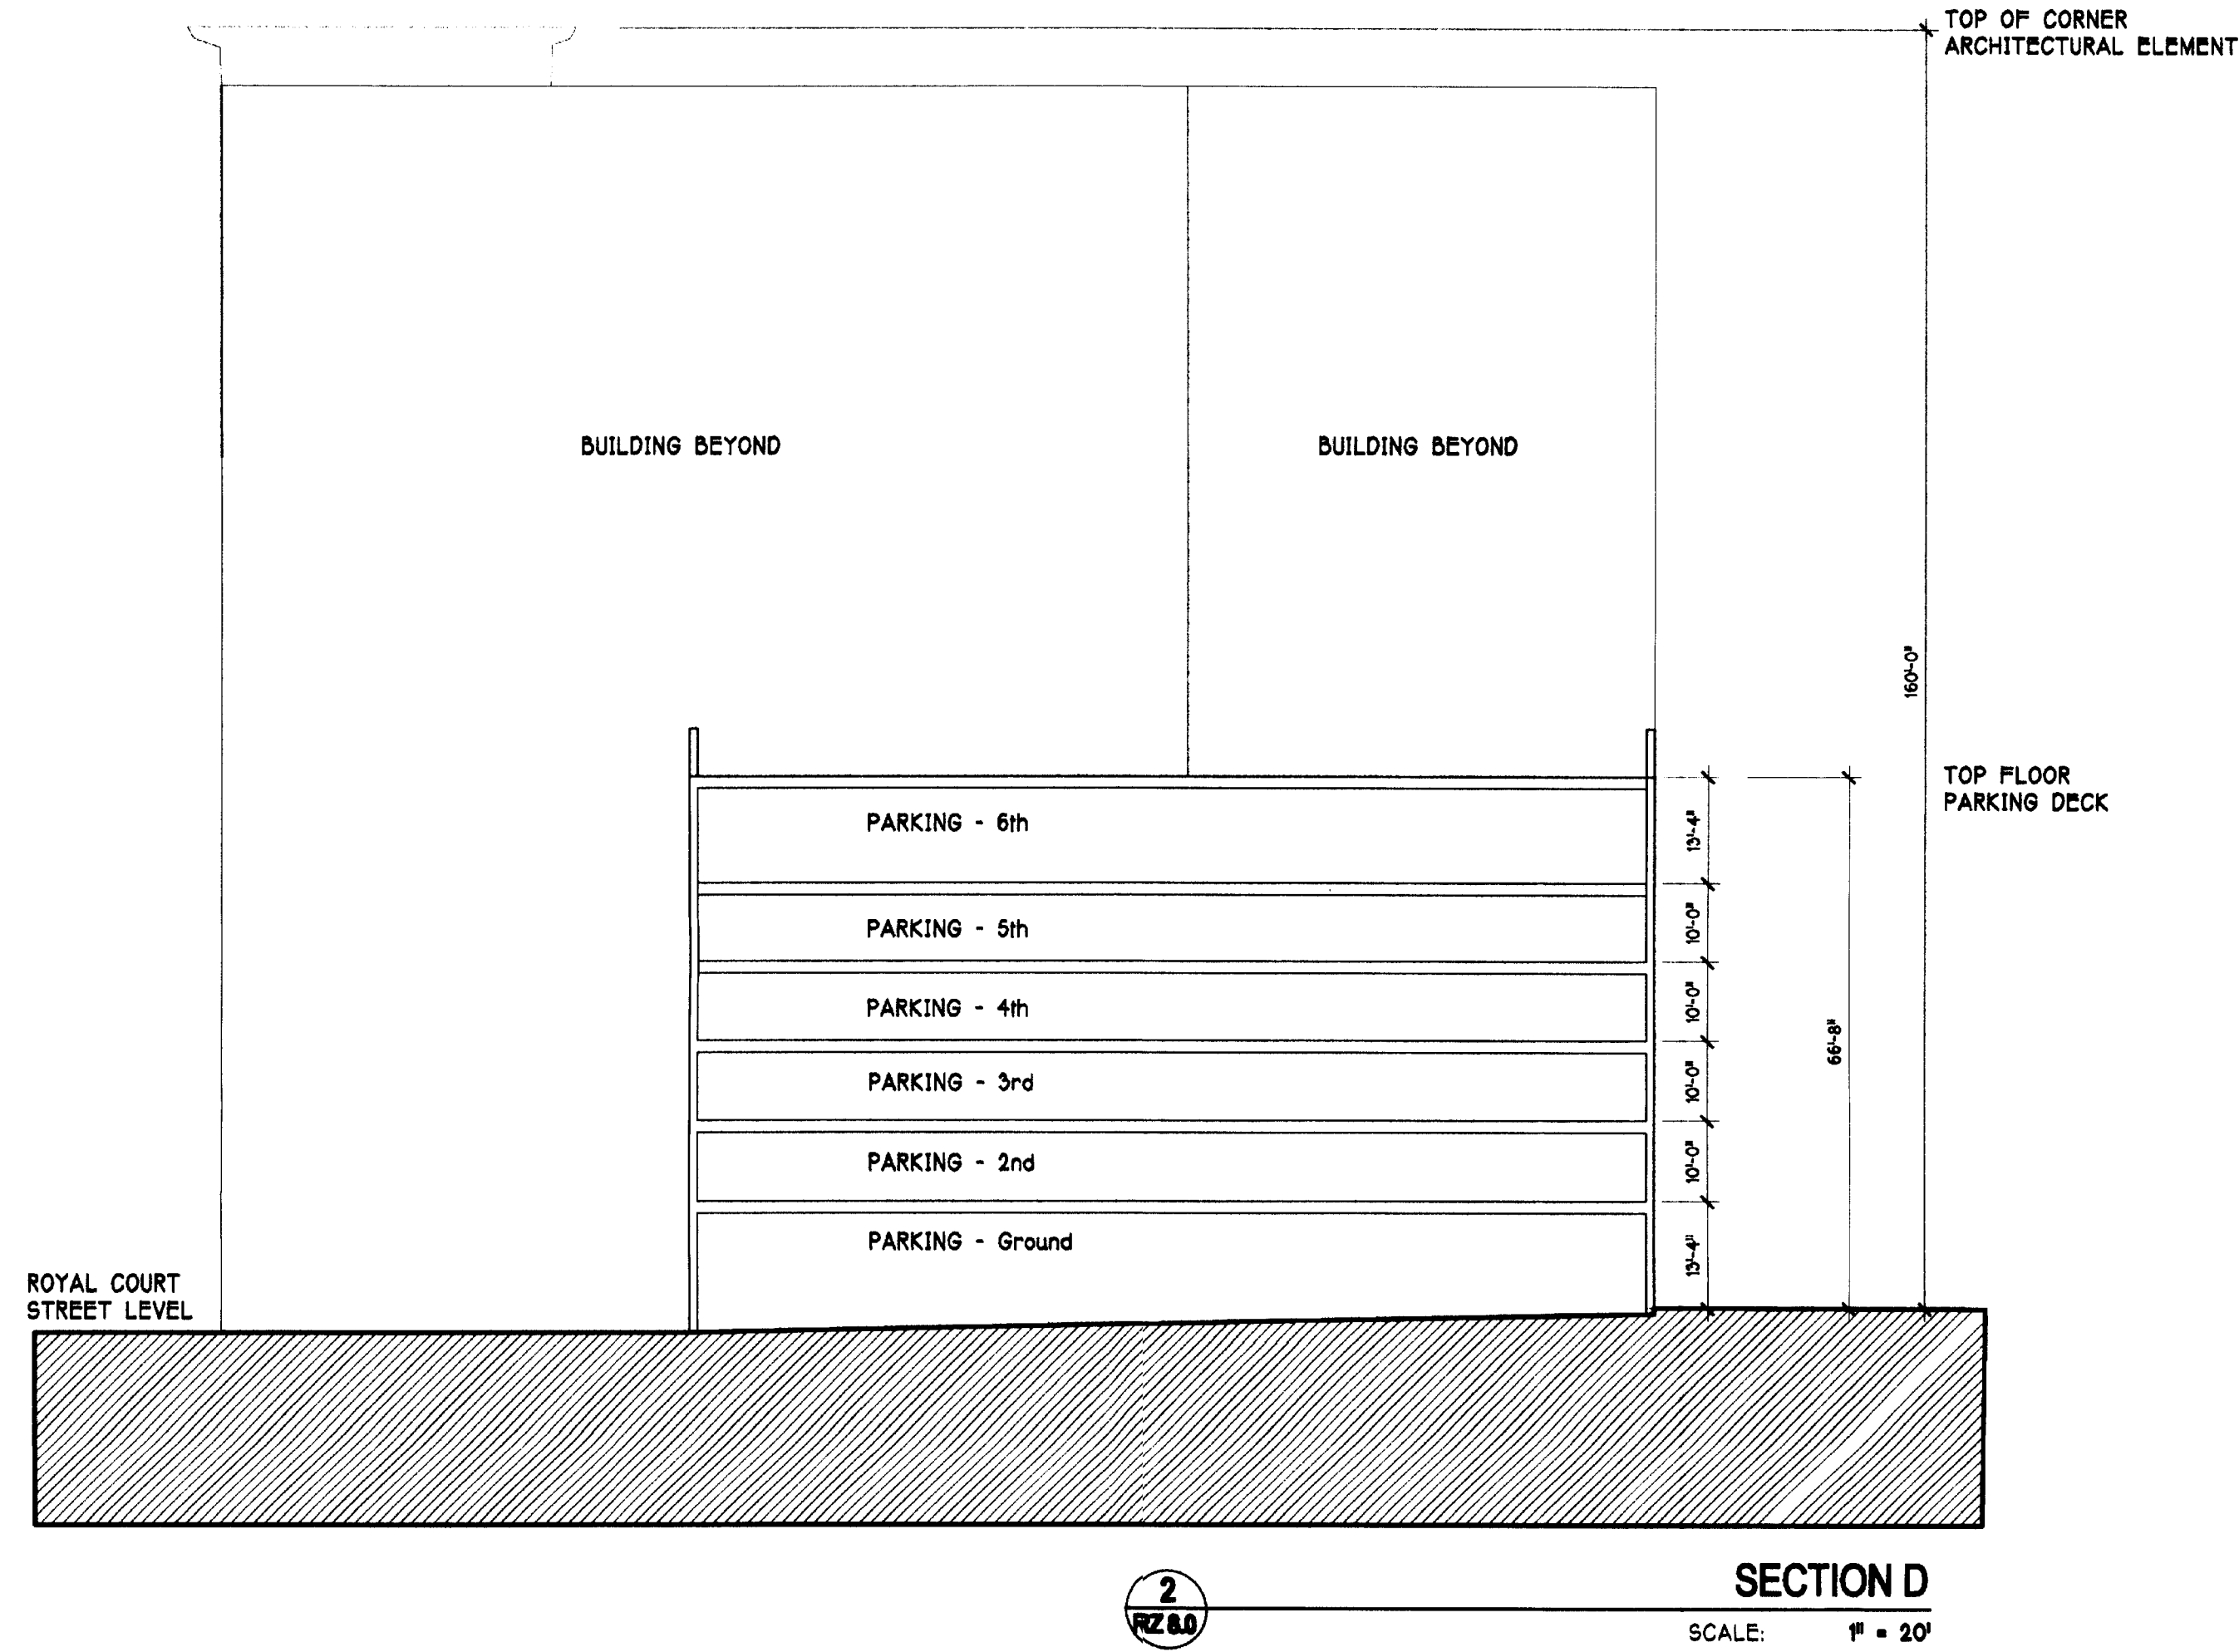 TOP OF CORNER
ARCHITECTURAL ELEMENT
BUILDING BEYOND
BUILDING BEYOND
160'-0"
TOP FLOOR
PARKING DECK
PARKING - 6th
13'-4"
PARKING - 5th
10'-0"
PARKING - 4th
10'-0"
66'-8"
PARKING - 3rd
10'-0"
PARKING - 2nd
10'-0"
PARKING - Ground
13'-4"
ROYAL COURT
STREET LEVEL
2
RZ 8.0
SECTION D
SCALE: 1" = 20'